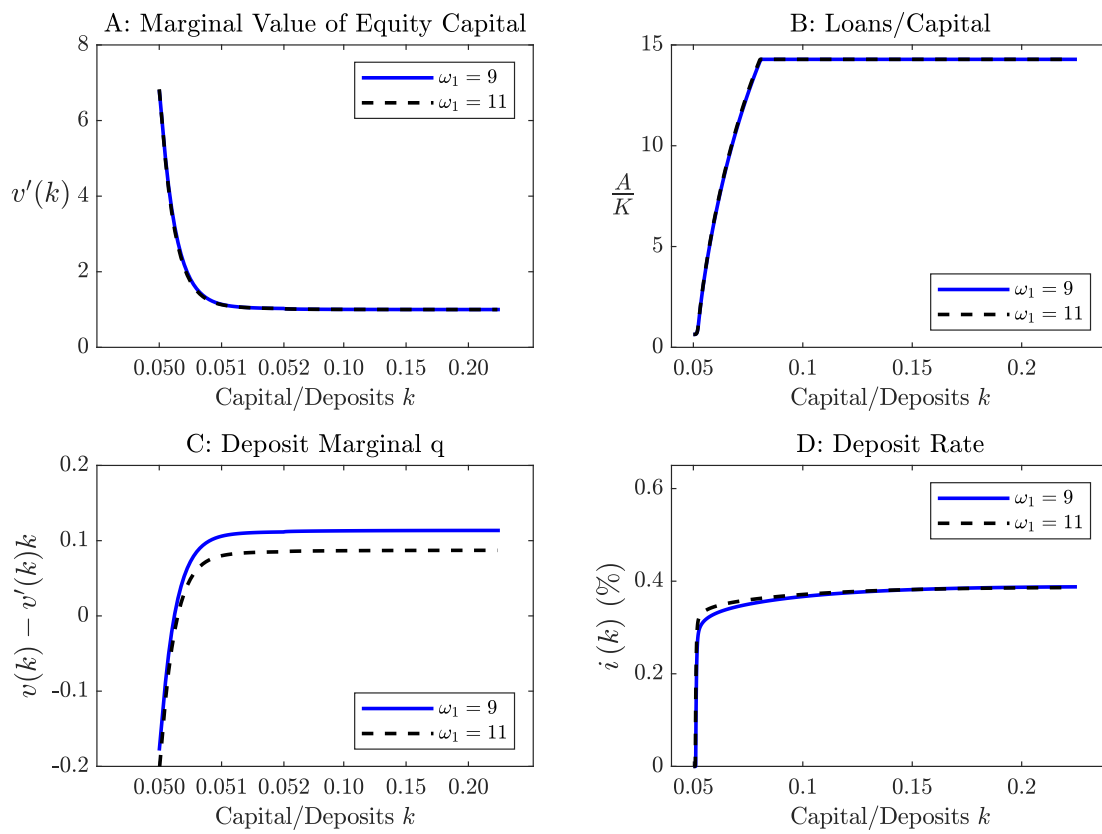 A: Marginal Value of Equity Capital
8
6
4
2
0
v′(k)
ω₁ = 9
ω₁ = 11
0.050 0.051 0.052 0.10 0.15 0.20
Capital/Deposits k
B: Loans/Capital
15
10
5
0
A/K
ω₁ = 9
ω₁ = 11
0.05 0.1 0.15 0.2
Capital/Deposits k
C: Deposit Marginal q
0.2
0.1
0
-0.1
-0.2
v(k) − v′(k)k
ω₁ = 9
ω₁ = 11
0.050 0.051 0.052 0.10 0.15 0.20
Capital/Deposits k
D: Deposit Rate
0.6
0.4
0.2
0
i(k) (%)
ω₁ = 9
ω₁ = 11
0.05 0.1 0.15 0.2
Capital/Deposits k